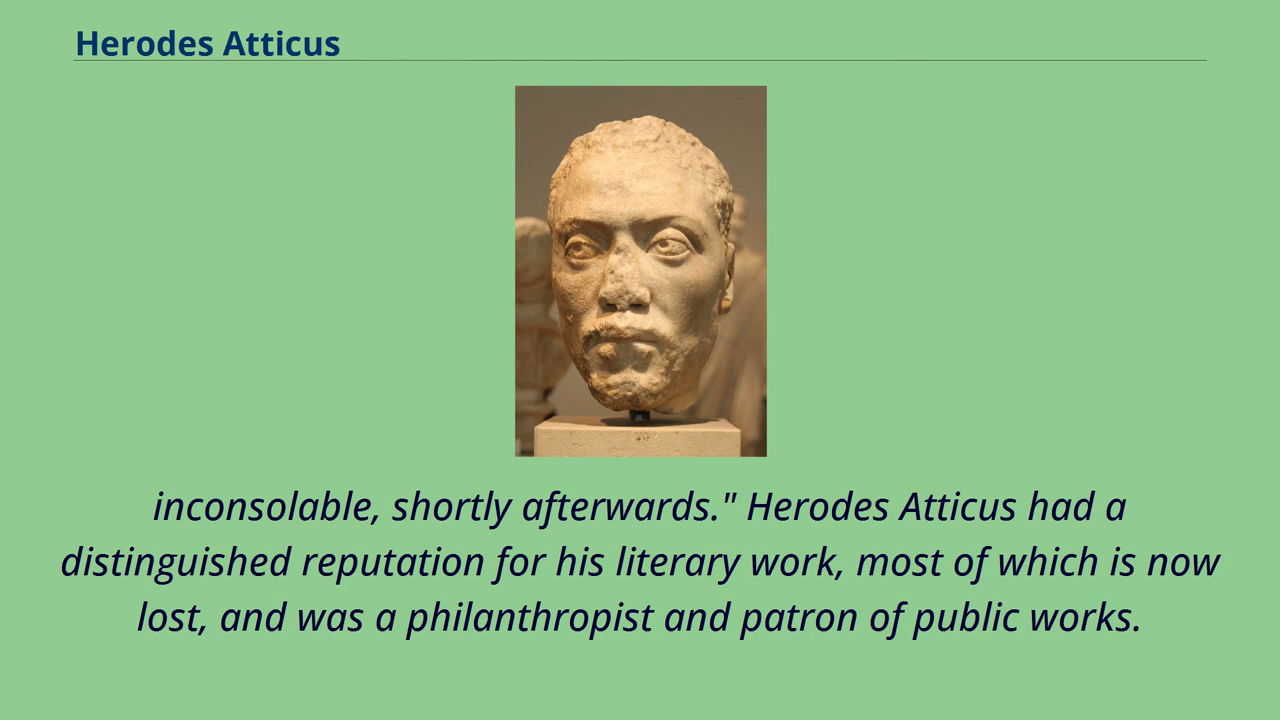 Herodes Atticus
inconsolable, shortly afterwards." Herodes Atticus had a
distinguished reputation for his literary work, most of which is now
lost, and was a philanthropist and patron of public works.